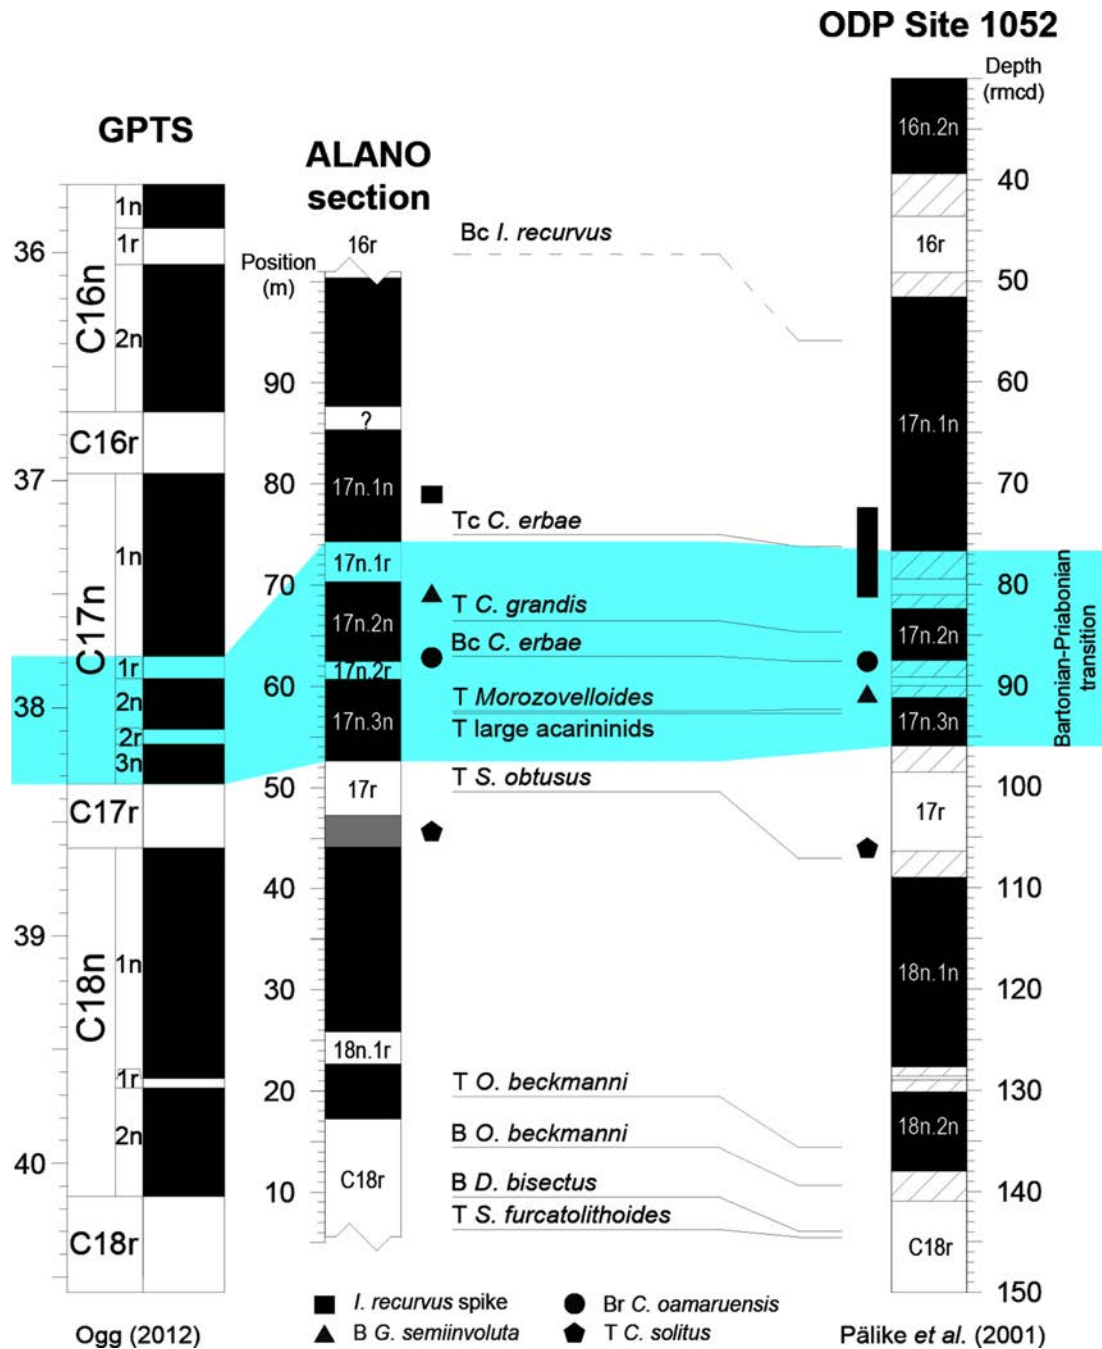 ODP Site 1052
GPTS
ALANO
section
Depth
(rmcd)
Position
(m)
36
37
38
39
40
C16n
1n
1r
2n
C16r
C17n
1n
1r
2n
2r
3n
C17r
C18n
1n
1r
2n
C18r
16r
90
80
70
60
50
40
30
20
10
?
17n.1n
17n.1r
17n.2n
17n.2r
17n.3n
17r
18n.1r
C18r
Bc I. recurvus
Tc C. erbae
T C. grandis
Bc C. erbae
T Morozovelloides
T large acarininids
T S. obtusus
T O. beckmanni
B O. beckmanni
B D. bisectus
T S. furcatolithoides
16n.2n
16r
17n.1n
17n.2n
17n.3n
17r
18n.1n
18n.2n
C18r
40
50
60
70
80
90
100
110
120
130
140
150
Bartonian-Priabonian
transition
I. recurvus spike
Br C. oamaruensis
B G. semiinvoluta
T C. solitus
Ogg (2012)
Pälike et al. (2001)